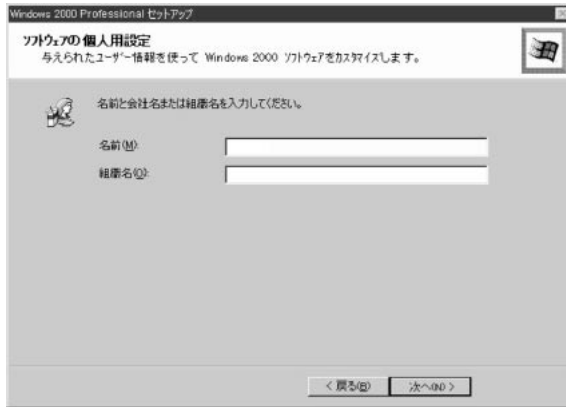 Windows 2000 Professional セットアップ
ソフトウェアの個人用設定
与えられたユーザー情報を使って Windows 2000 ソフトウェアをカスタマイズします。
名前と会社名または組織名を入力してください。
名前(M):
組織名(O):
< 戻る(B)
次へ(N) >